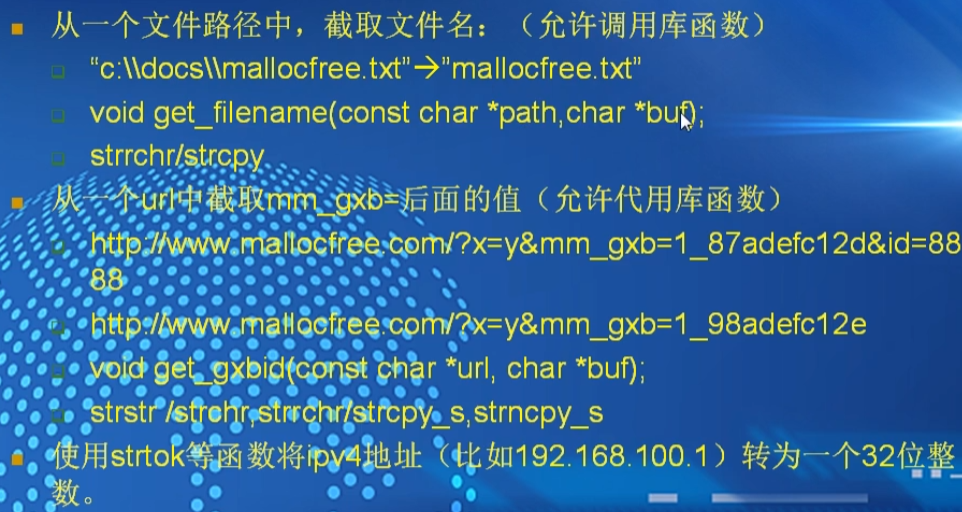 从一个文件路径中，截取文件名：（允许调用库函数）
“c:\\docs\\mallocfree.txt”→”mallocfree.txt”
void get_filename(const char *path,char *buf);
strrchr/strcpy
从一个url中截取mm_gxb=后面的值（允许代用库函数）
http://www.mallocfree.com/?x=y&mm_gxb=1_87adefc12d&id=88
88
http://www.mallocfree.com/?x=y&mm_gxb=1_98adefc12e
void get_gxbid(const char *url, char *buf);
strstr /strchr,strrchr/strcpy_s,strncpy_s
使用strtok等函数将ipv4地址（比如192.168.100.1）转为一个32位整
数。